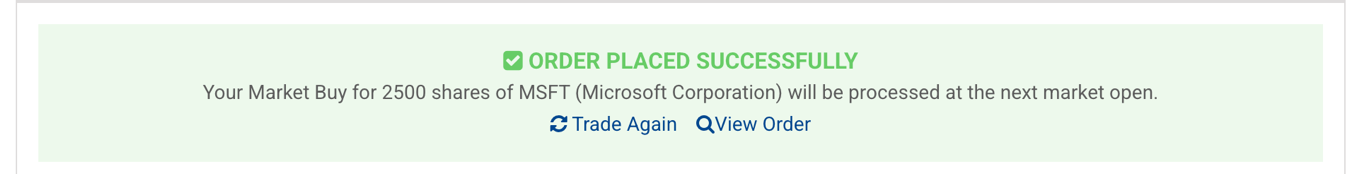 ORDER PLACED SUCCESSFULLY
Your Market Buy for 2500 shares of MSFT (Microsoft Corporation) will be processed at the next market open.
Trade Again View Order